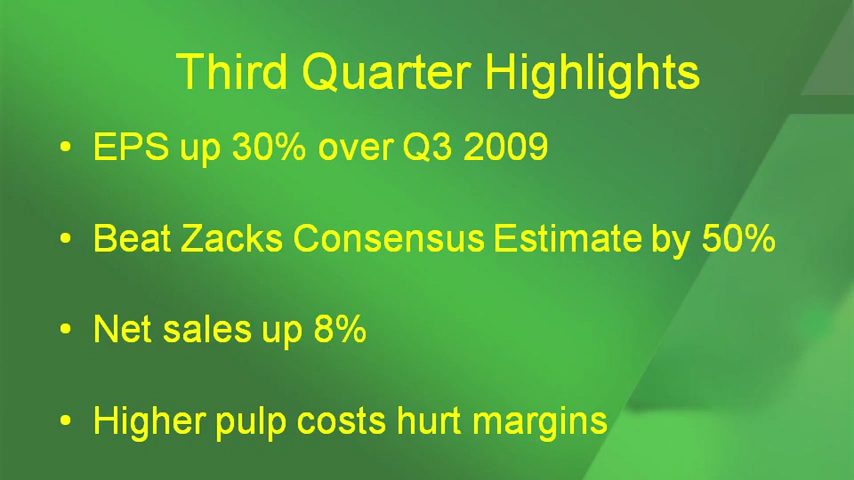 Third Quarter Highlights
• EPS up 30% over Q3 2009
• Beat Zacks Consensus Estimate by 50%
• Net sales up 8%
• Higher pulp costs hurt margins